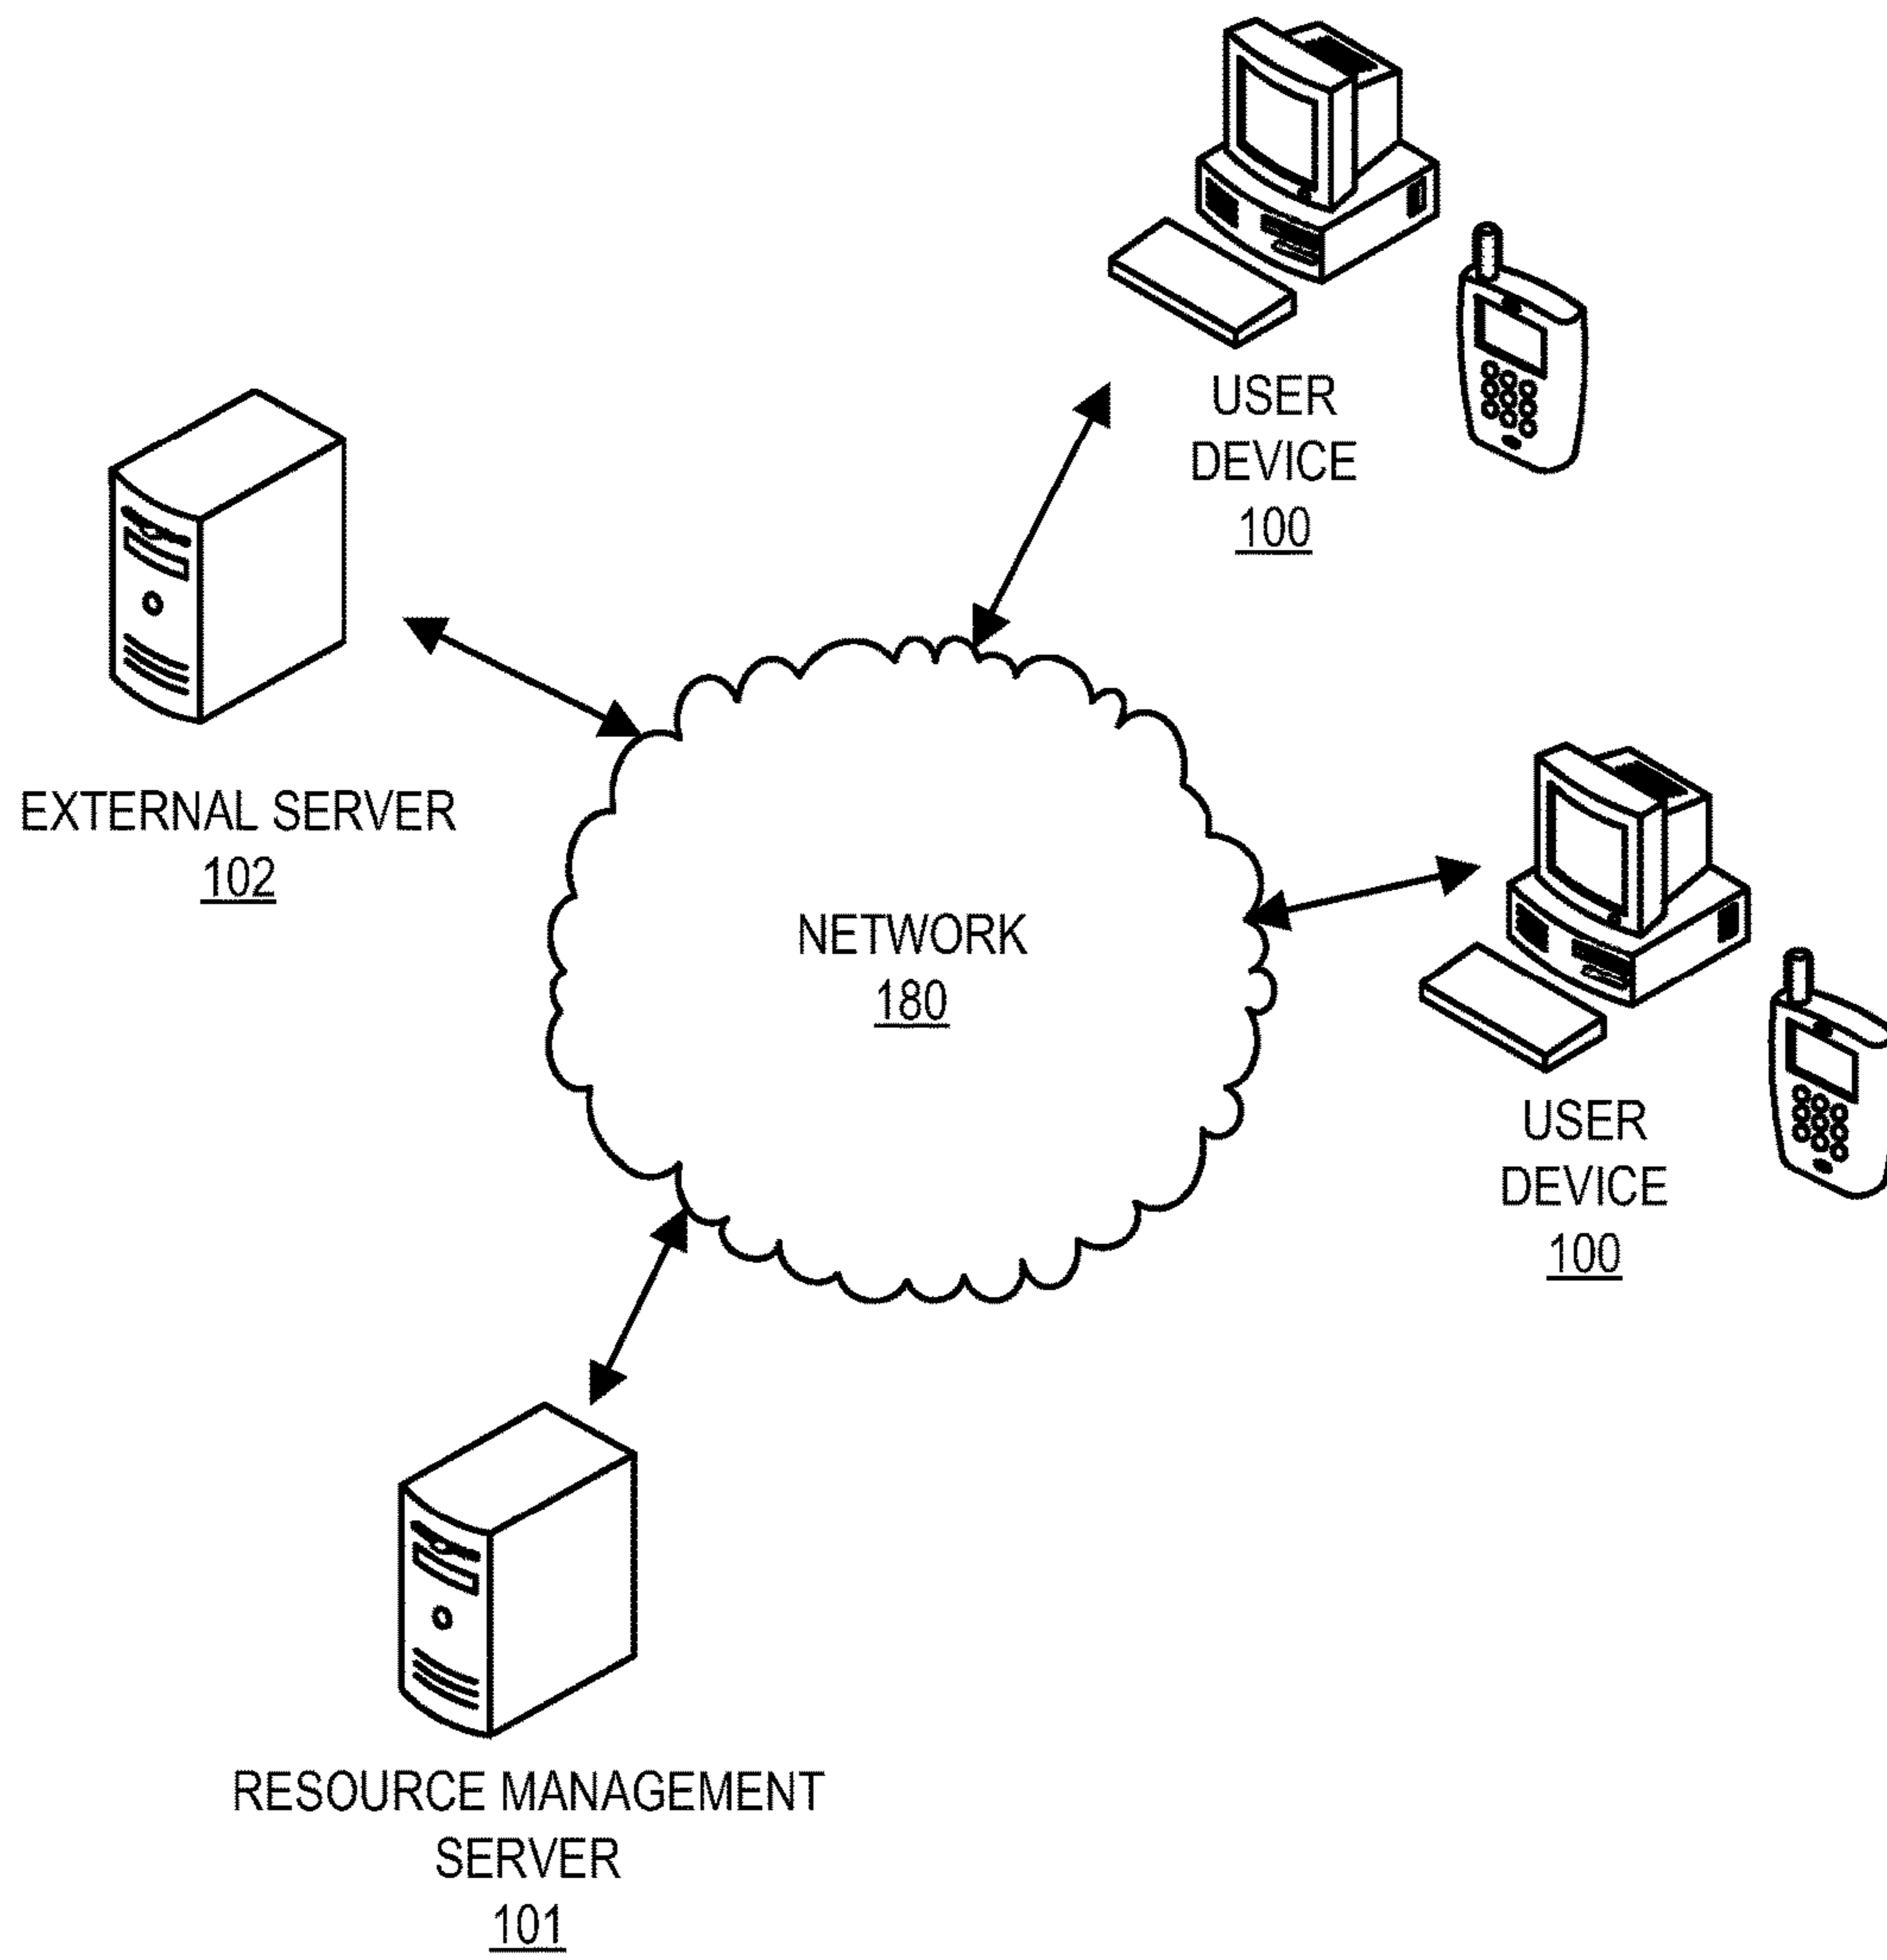 USER
DEVICE
100
EXTERNAL SERVER
102
NETWORK
180
USER
DEVICE
100
RESOURCE MANAGEMENT
SERVER
101